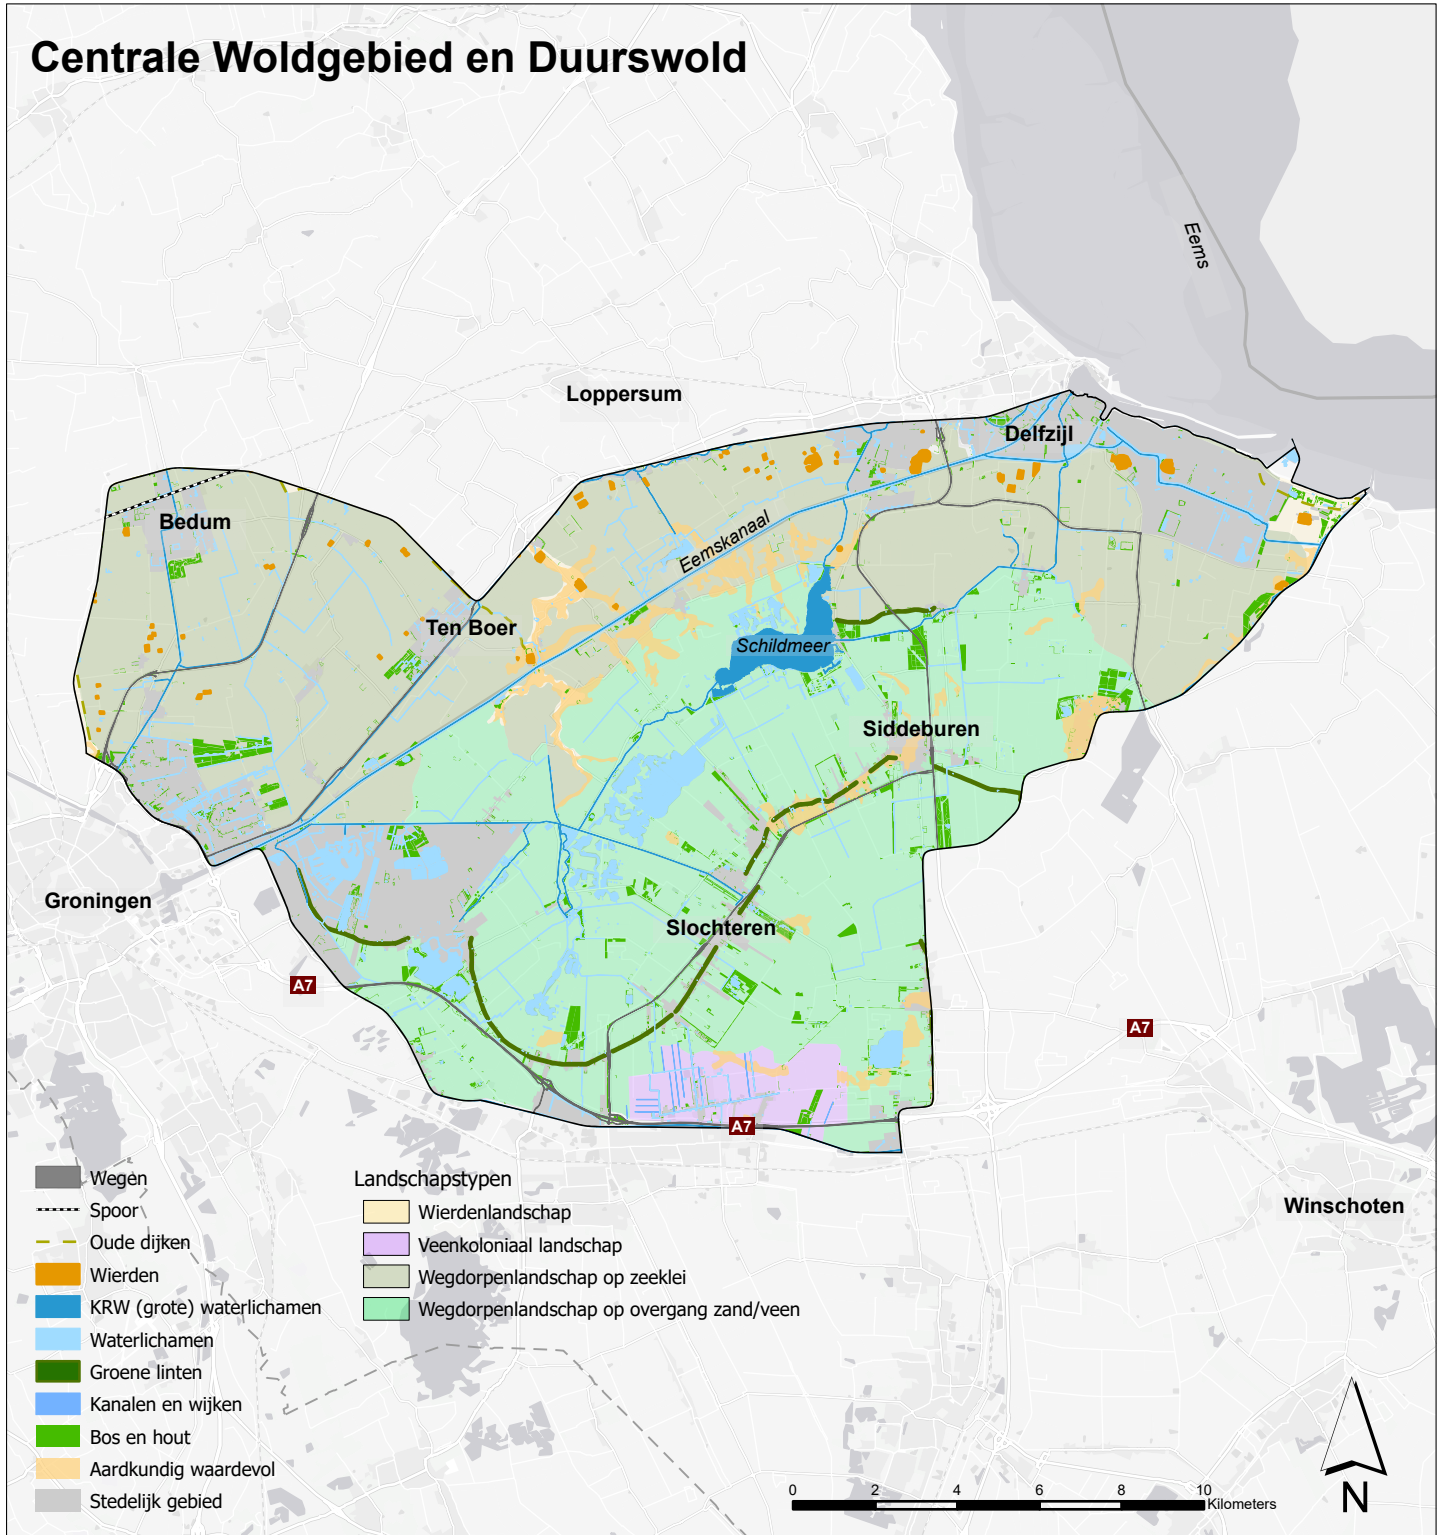 Centrale Woldgebied en Duurswold
Eems
Loppersum
Delfzijl
Bedum
Eemskanaal
Ten Boer
Schildmeer
Siddeburen
Groningen
Slochteren
A7
A7
A7
Winschoten
Wegen
Spoor
Oude dijken
Wierden
KRW (grote) waterlichamen
Waterlichamen
Groene linten
Kanalen en wijken
Bos en hout
Aardkundig waardevol
Stedelijk gebied
Landschapstypen
Wierdenlandschap
Veenkoloniaal landschap
Wegdorpenlandschap op zeeklei
Wegdorpenlandschap op overgang zand/veen
0 2 4 6 8 10
Kilometers
N